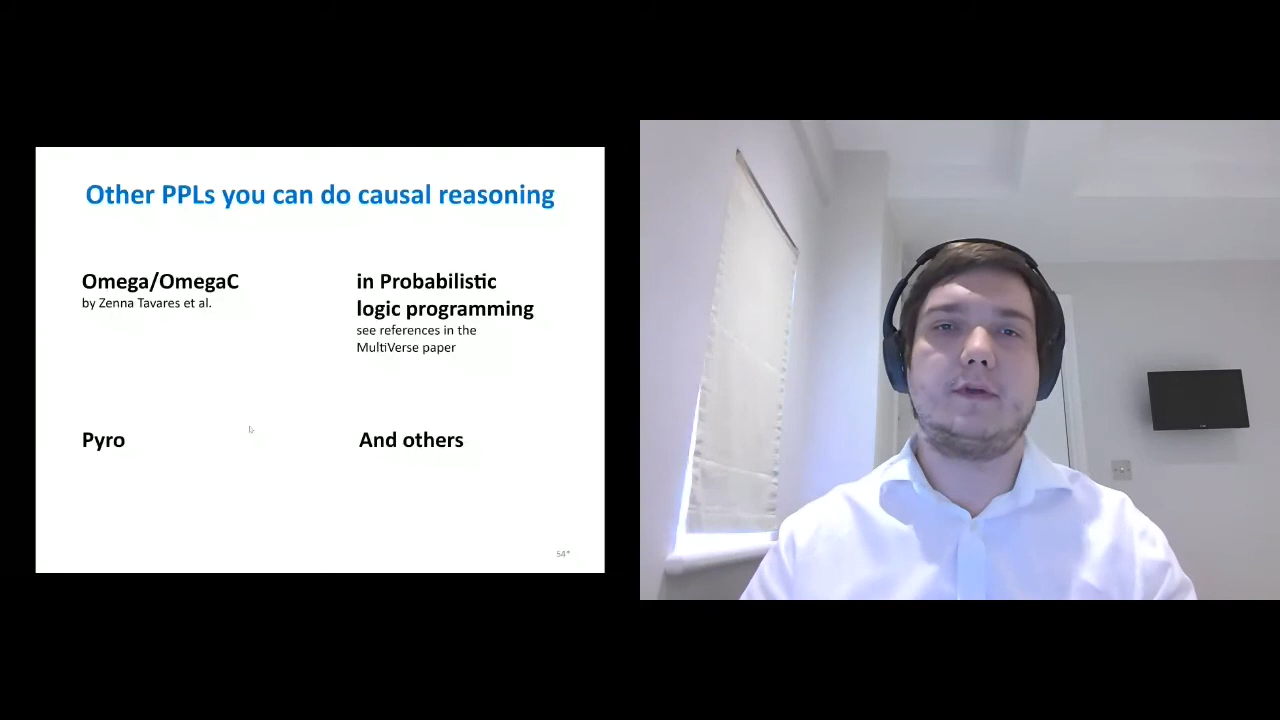 Other PPLs you can do causal reasoning
Omega/OmegaC
by Zenna Tavares et al.
in Probabilistic
logic programming
see references in the
MultiVerse paper
Pyro
And others
54*